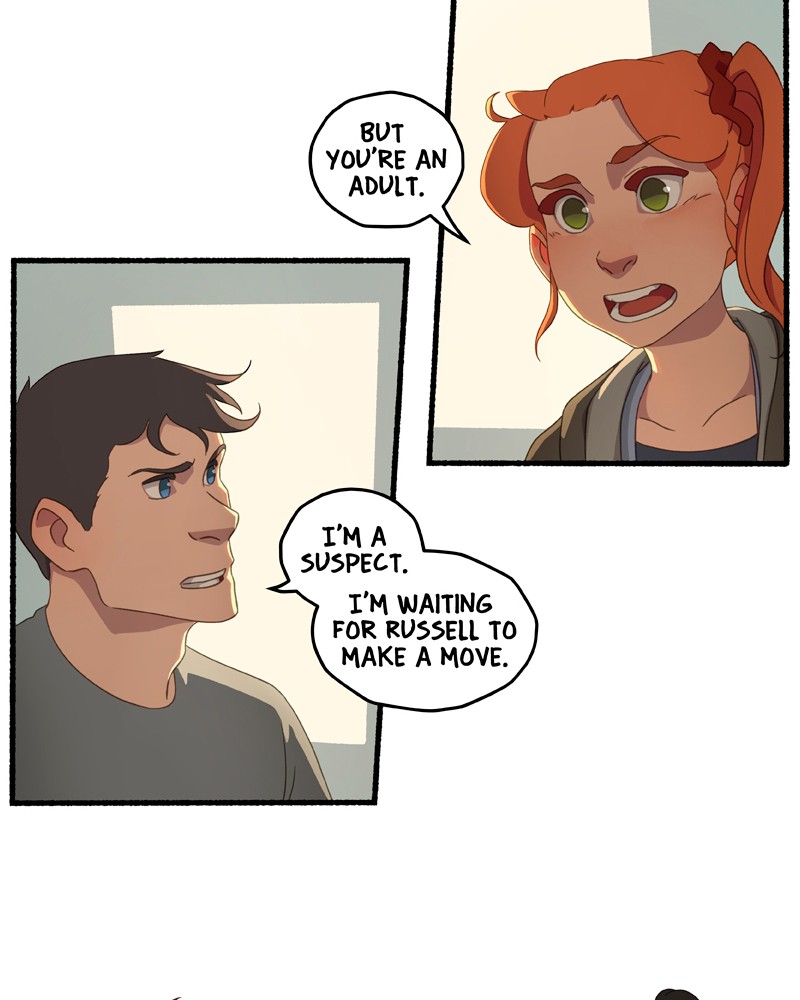 BUT
YOU'RE AN
ADULT.
I'M A
SUSPECT.
I'M WAITING
FOR RUSSELL TO
MAKE A MOVE.